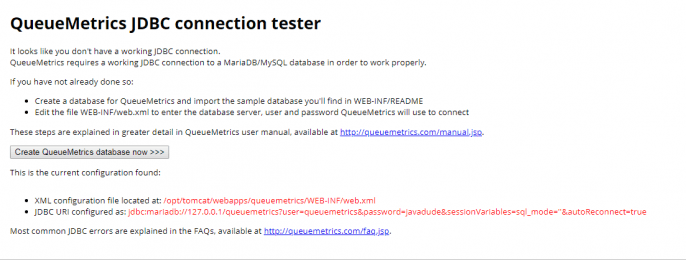 QueueMetrics JDBC connection tester
It looks like you don't have a working JDBC connection.
QueueMetrics requires a working JDBC connection to a MariaDB/MySQL database in order to work properly.
If you have not already done so:
Create a database for QueueMetrics and import the sample database you'll find in WEB-INF/README
Edit the file WEB-INF/web.xml to enter the database server, user and password QueueMetrics will use to connect
These steps are explained in greater detail in QueueMetrics user manual, available at http://queuemetrics.com/manual.jsp.
Create QueueMetrics database now >>>
This is the current configuration found:
XML configuration file located at: /opt/tomcat/webapps/queuemetrics/WEB-INF/web.xml
JDBC URI configured as: jdbc:mariadb://127.0.0.1/queuemetrics?user=queuemetrics&password=javadude&sessionVariables=sql_mode=''&autoReconnect=true
Most common JDBC errors are explained in the FAQs, available at http://queuemetrics.com/faq.jsp.